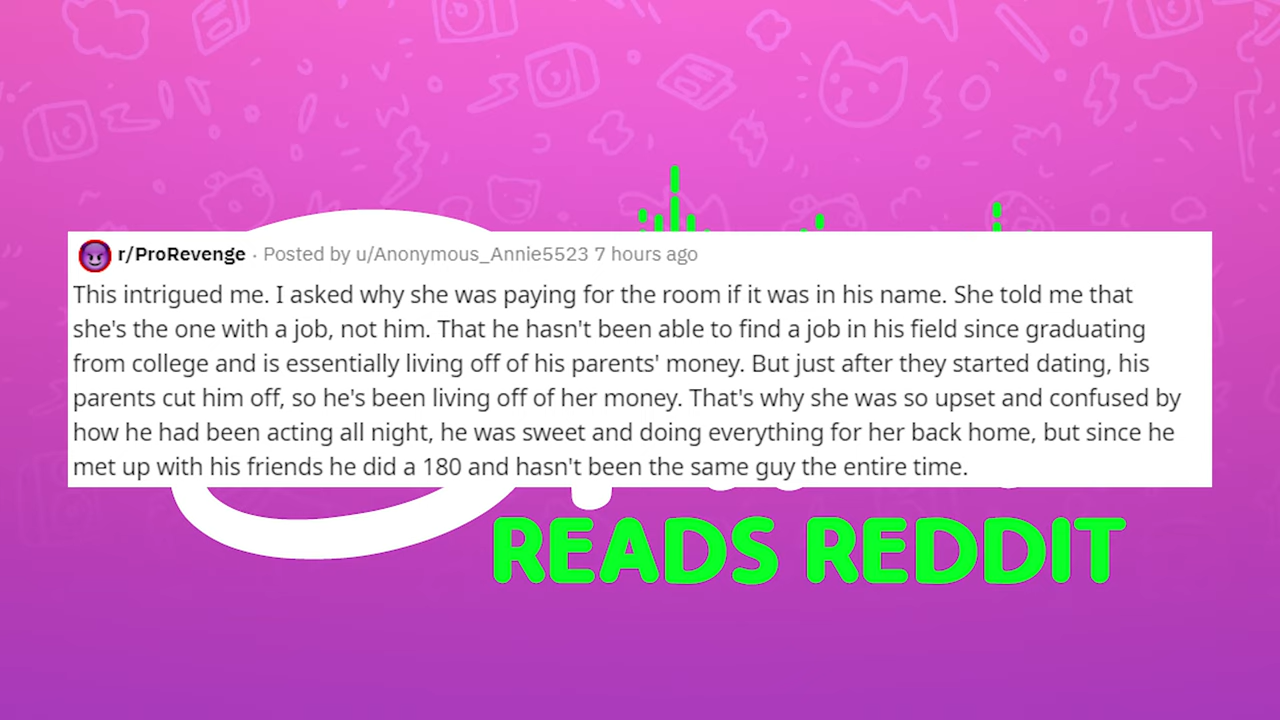 r/ProRevenge · Posted by u/Anonymous_Annie5523 7 hours ago
This intrigued me. I asked why she was paying for the room if it was in his name. She told me that
she's the one with a job, not him. That he hasn't been able to find a job in his field since graduating
from college and is essentially living off of his parents' money. But just after they started dating, his
parents cut him off, so he's been living off of her money. That's why she was so upset and confused by
how he had been acting all night, he was sweet and doing everything for her back home, but since he
met up with his friends he did a 180 and hasn't been the same guy the entire time.
READS REDDIT